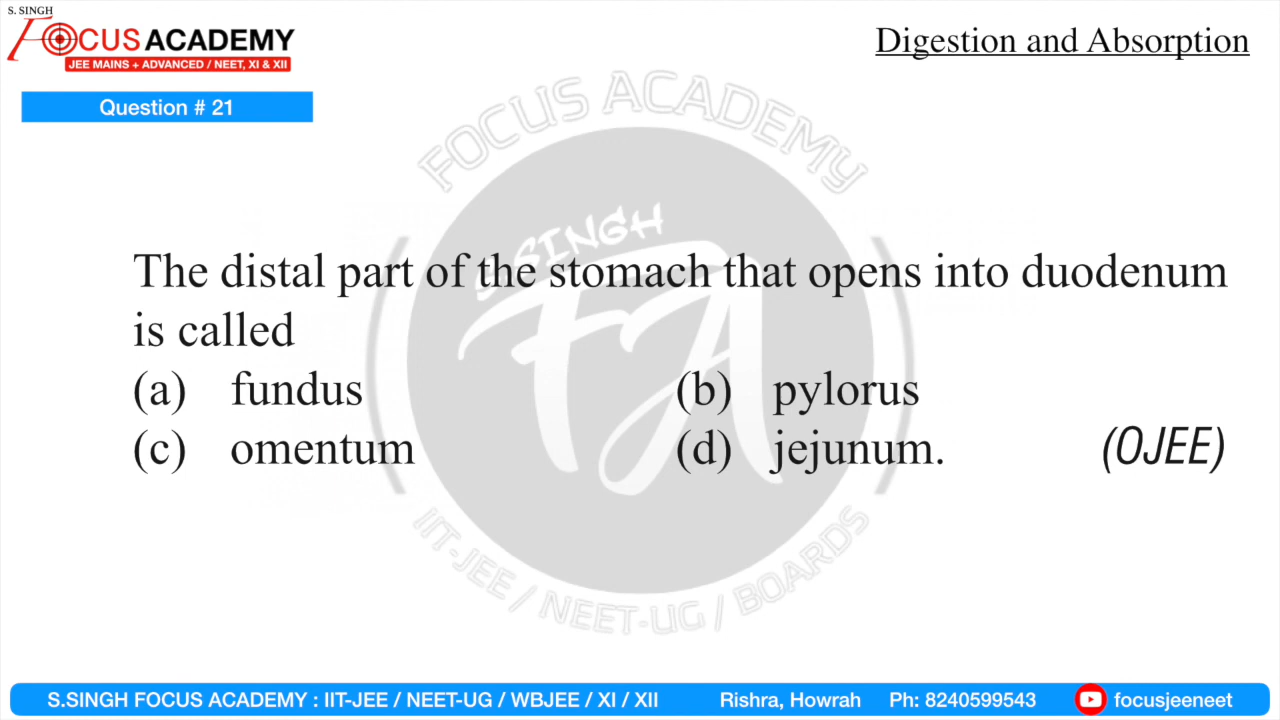 S. SINGH
FOCUS ACADEMY
JEE MAINS + ADVANCED / NEET, XI & XII
Digestion and Absorption
Question # 21
FOCUS ACADEMY
S. SINGH
FA
The distal part of the stomach that opens into duodenum
is called
(a) fundus (b) pylorus
(c) omentum (d) jejunum. (OJEE)
IIT-JEE / NEET-UG / BOARDS
S.SINGH FOCUS ACADEMY : IIT-JEE / NEET-UG / WBJEE / XI / XII Rishra, Howrah Ph: 8240599543 focusjeeneet